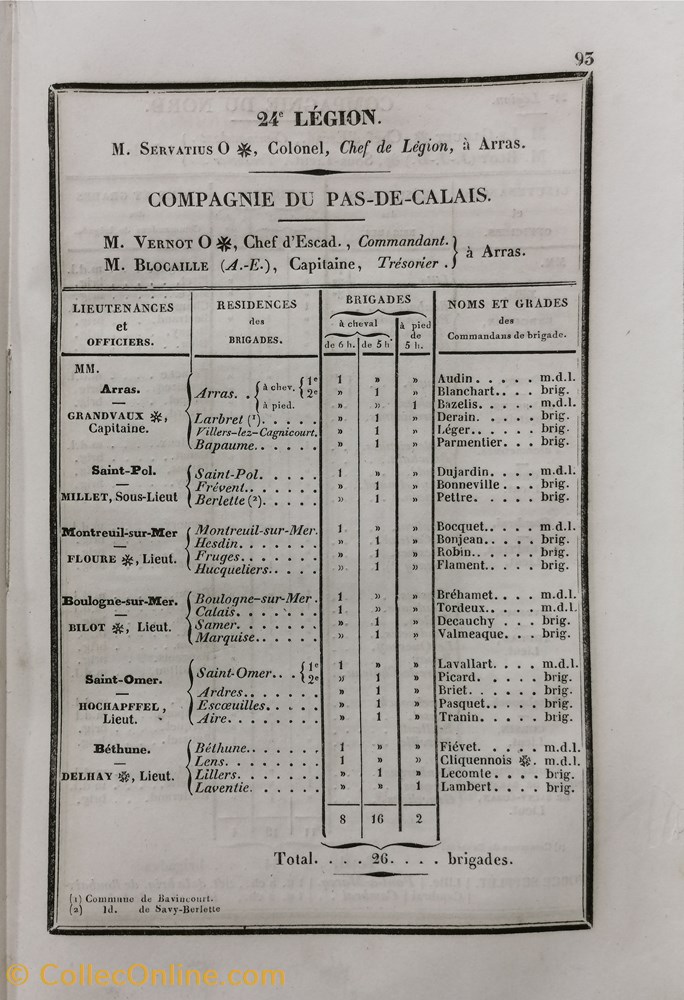 93
24e LÉGION.
M. SERVATIUS O ❋, Colonel, Chef de Légion, à Arras.
COMPAGNIE DU PAS-DE-CALAIS.
M. VERNOT O ❋, Chef d'Escad., Commandant. } à Arras.
M. BLOCAILLE (A.-E.), Capitaine, Trésorier. }
LIEUTENANCES et OFFICIERS. RESIDENCES des BRIGADES. BRIGADES NOMS ET GRADES des Commandans de brigade.
à cheval à pied de 5 h.
de 6 h. de 5 h
MM.
Arras. Arras. . { à chev. { 1e 1 » » Audin. . . . . m.d.l.
2e » 1 » Blanchart. . . . brig.
à pied. » » 1 Bazelis. . . . . m.d.l.
GRANDVAUX ❋, Capitaine. Larbret (1). . . . . » 1 » Derain. . . . . brig.
Villers-lez-Cagnicourt. » 1 » Léger. . . . . brig.
Bapaume. . . . . . » 1 » Parmentier. . . brig.
Saint-Pol. Saint-Pol. . . . . 1 » » Dujardin. . . . m.d.l.
Frévent. . . . . . » 1 » Bonneville. . . brig.
MILLET, Sous-Lieut Berlette (2). . . . . » 1 » Pettre. . . . . brig.
Montreuil-sur-Mer Montreuil-sur-Mer. 1 » » Bocquet. . . . . m.d.l.
Hesdin. . . . . . . » 1 » Bonjean. . . . . brig.
FLOURE ❋, Lieut. Fruges. . . . . . . » 1 » Robin. . . . . . brig.
Hucqueliers. . . . . » 1 » Flament. . . . . brig.
Boulogne-sur-Mer. Boulogne-sur-Mer. 1 » » Bréhamet. . . . m.d.l.
Calais. . . . . . . 1 » » Tordeux. . . . . m.d.l.
BILOT ❋, Lieut. Samer. . . . . . . » 1 » Decauchy . . . brig.
Marquise. . . . . . » 1 » Valmeaque. . . brig.
Saint-Omer. Saint-Omer. . . { 1e 1 » » Lavallart. . . . m.d.l.
2e » 1 » Picard. . . . . brig.
Ardres. . . . . . . » 1 » Briet. . . . . . brig.
HOCHAPFFEL, Lieut. Escœuilles. . . . . » 1 » Pasquet. . . . . brig.
Aire. . . . . . . . » 1 » Tranin. . . . . brig.
Béthune. Béthune. . . . . . . 1 » » Fiévet. . . . . m.d.l.
Lens. . . . . . . . 1 » » Cliquennois ❋. m.d.l.
DELHAY ❋, Lieut. Lillers. . . . . . . » 1 » Lecomte. . . . brig.
Laventie. . . . . . » » 1 Lambert. . . . brig.
8 16 2
Total. . . . 26. . . . brigades.
(1) Commune de Bavincourt.
(2) Id. de Savy-Berlette
© CollecOnline.com